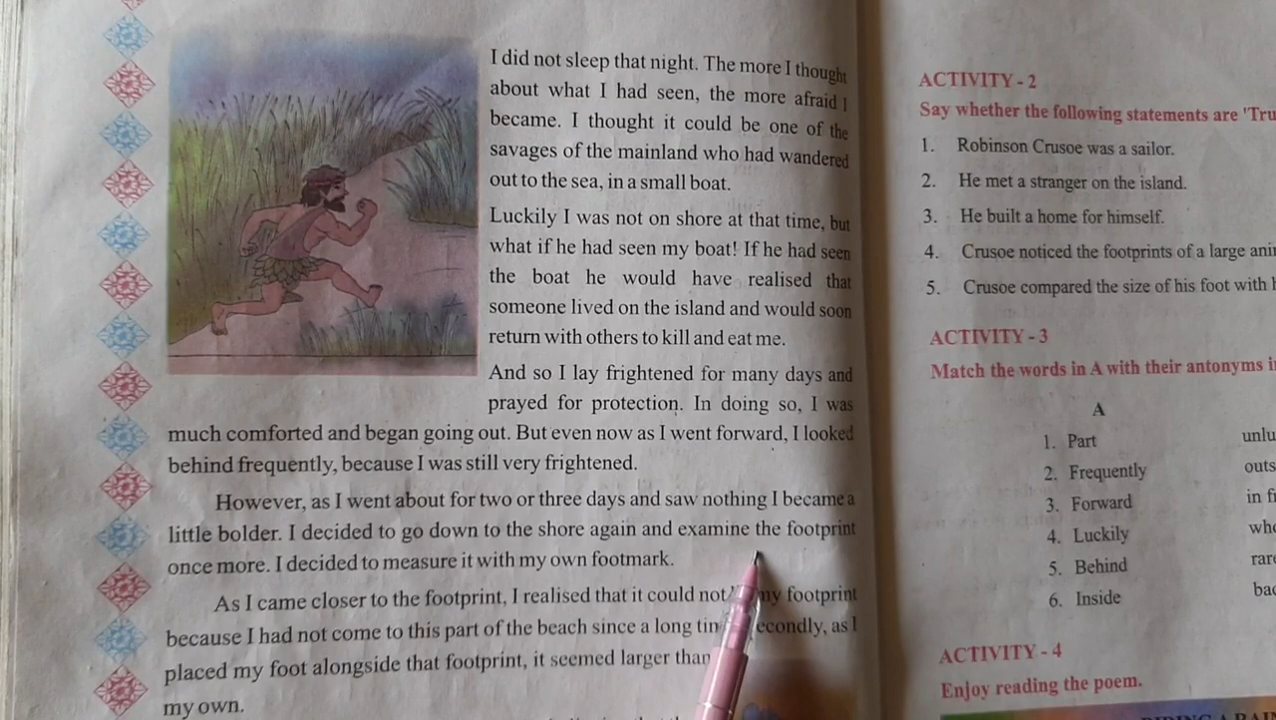 I did not sleep that night. The more I thought
about what I had seen, the more afraid I
became. I thought it could be one of the
savages of the mainland who had wandered
out to the sea, in a small boat.
Luckily I was not on shore at that time, but
what if he had seen my boat! If he had seen
the boat he would have realised that
someone lived on the island and would soon
return with others to kill and eat me.
And so I lay frightened for many days and
prayed for protection. In doing so, I was
much comforted and began going out. But even now as I went forward, I looked
behind frequently, because I was still very frightened.
However, as I went about for two or three days and saw nothing I became a
little bolder. I decided to go down to the shore again and examine the footprint
once more. I decided to measure it with my own footmark.
As I came closer to the footprint, I realised that it could not my footprint
because I had not come to this part of the beach since a long as I
placed my foot alongside that footprint, it seemed larger than
my own.
ACTIVITY - 2
Say whether the following statements are 'Tru
1. Robinson Crusoe was a sailor.
2. He met a stranger on the island.
3. He built a home for himself.
4. Crusoe noticed the footprints of a large ani
5. Crusoe compared the size of his foot with
ACTIVITY - 3
Match the words in A with their antonyms i
A
1. Part unlu
2. Frequently outs
3. Forward in f
4. Luckily
5. Behind rar
6. Inside bac
ACTIVITY - 4
Enjoy reading the poem.